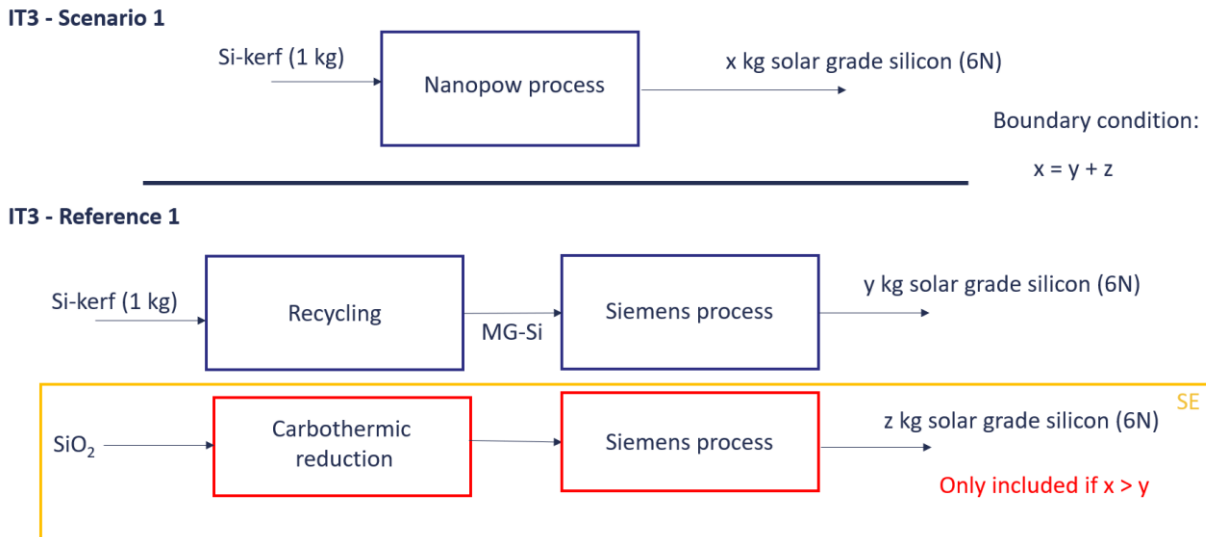 IT3 - Scenario 1
Si-kerf (1 kg)
Nanopow process
x kg solar grade silicon (6N)
Boundary condition:
x = y + z
IT3 - Reference 1
Si-kerf (1 kg)
Recycling
MG-Si
Siemens process
y kg solar grade silicon (6N)
SE
SiO₂
Carbothermic
reduction
Siemens process
z kg solar grade silicon (6N)
Only included if x > y